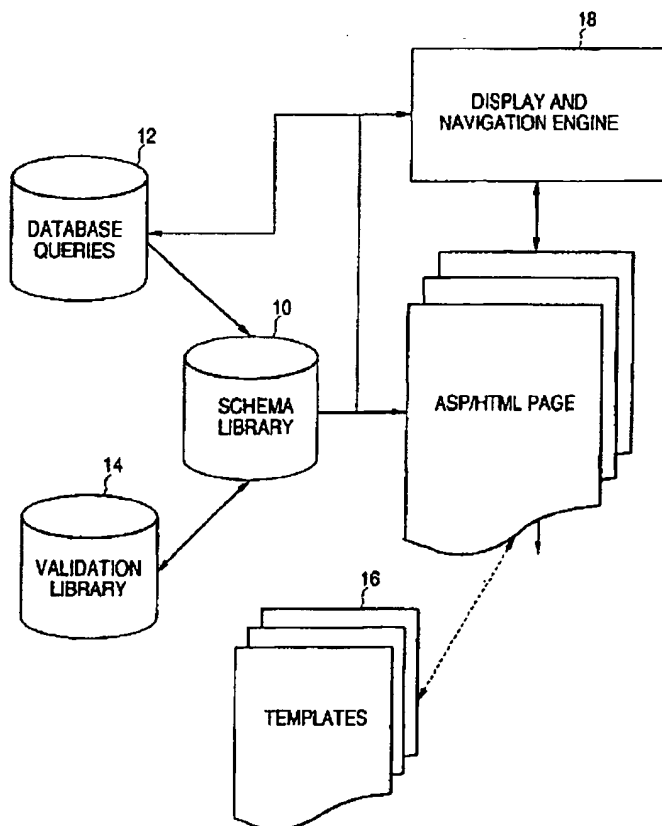 18
DISPLAY AND
NAVIGATION ENGINE
12
DATABASE
QUERIES
10
SCHEMA
LIBRARY
ASP/HTML PAGE
14
VALIDATION
LIBRARY
16
TEMPLATES